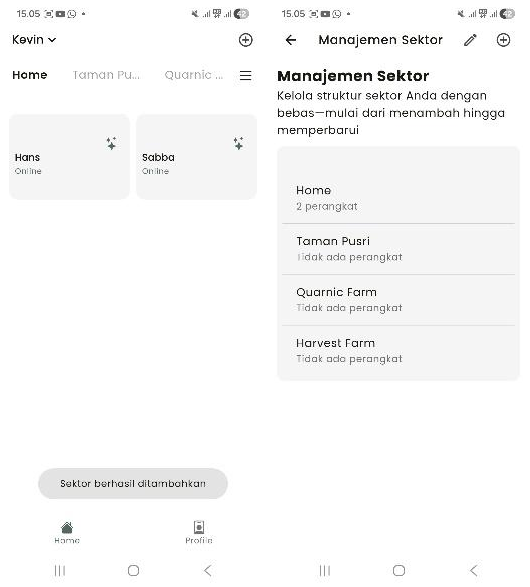 15.05
42
Kevin
Home
Taman Pu...
Quarnic ...
Hans
Online
Sabba
Online
Sektor berhasil ditambahkan
Home
Profile
15.05
42
Manajemen Sektor
Manajemen Sektor
Kelola struktur sektor Anda dengan
bebas—mulai dari menambah hingga
memperbarui
Home
2 perangkat
Taman Pusri
Tidak ada perangkat
Quarnic Farm
Tidak ada perangkat
Harvest Farm
Tidak ada perangkat